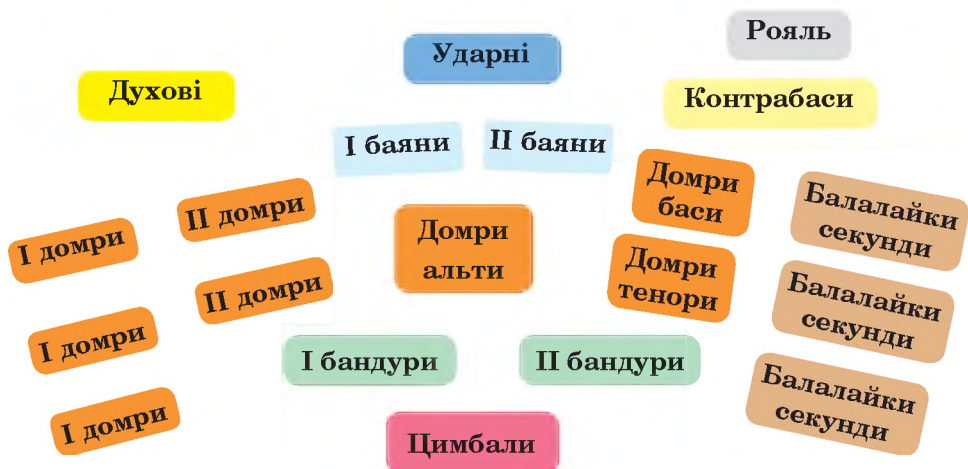 Рояль
Ударні
Духові
Контрабаси
І баяни
ІІ баяни
Домри
баси
Балалайки
секунди
ІІ домри
І домри
Домри
альти
Домри
тенори
ІІ домри
Балалайки
секунди
І домри
І бандури
ІІ бандури
Балалайки
секунди
І домри
Цимбали